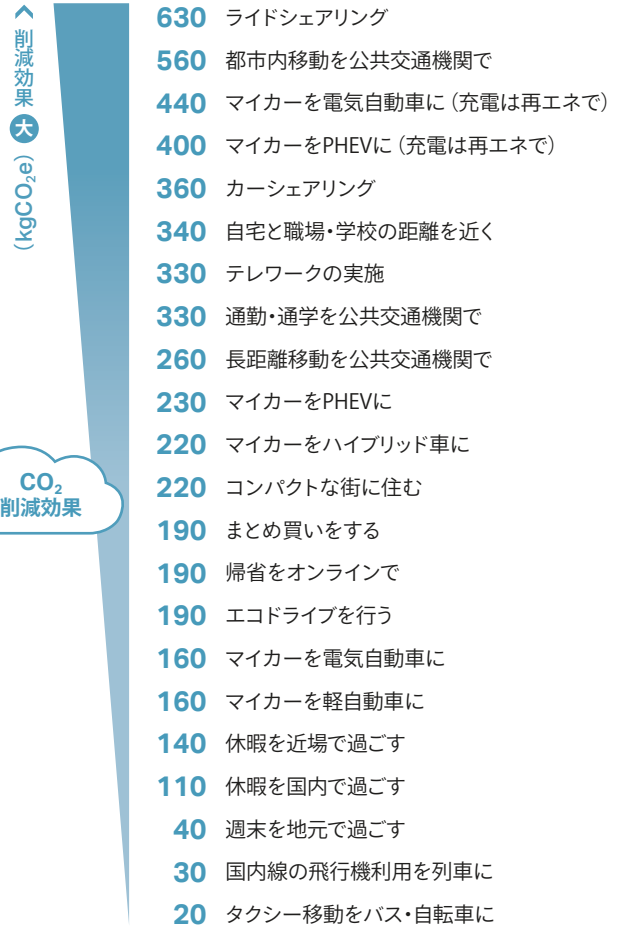 削減効果 大 (kgCO₂e)
630 ライドシェアリング
560 都市内移動を公共交通機関で
440 マイカーを電気自動車に（充電は再エネで）
400 マイカーをPHEVに（充電は再エネで）
360 カーシェアリング
340 自宅と職場・学校の距離を近く
330 テレワークの実施
330 通勤・通学を公共交通機関で
260 長距離移動を公共交通機関で
230 マイカーをPHEVに
220 マイカーをハイブリッド車に
220 コンパクトな街に住む
190 まとめ買いをする
190 帰省をオンラインで
190 エコドライブを行う
160 マイカーを電気自動車に
160 マイカーを軽自動車に
140 休暇を近場で過ごす
110 休暇を国内で過ごす
40 週末を地元で過ごす
30 国内線の飛行機利用を列車に
20 タクシー移動をバス・自転車に
CO₂
削減効果